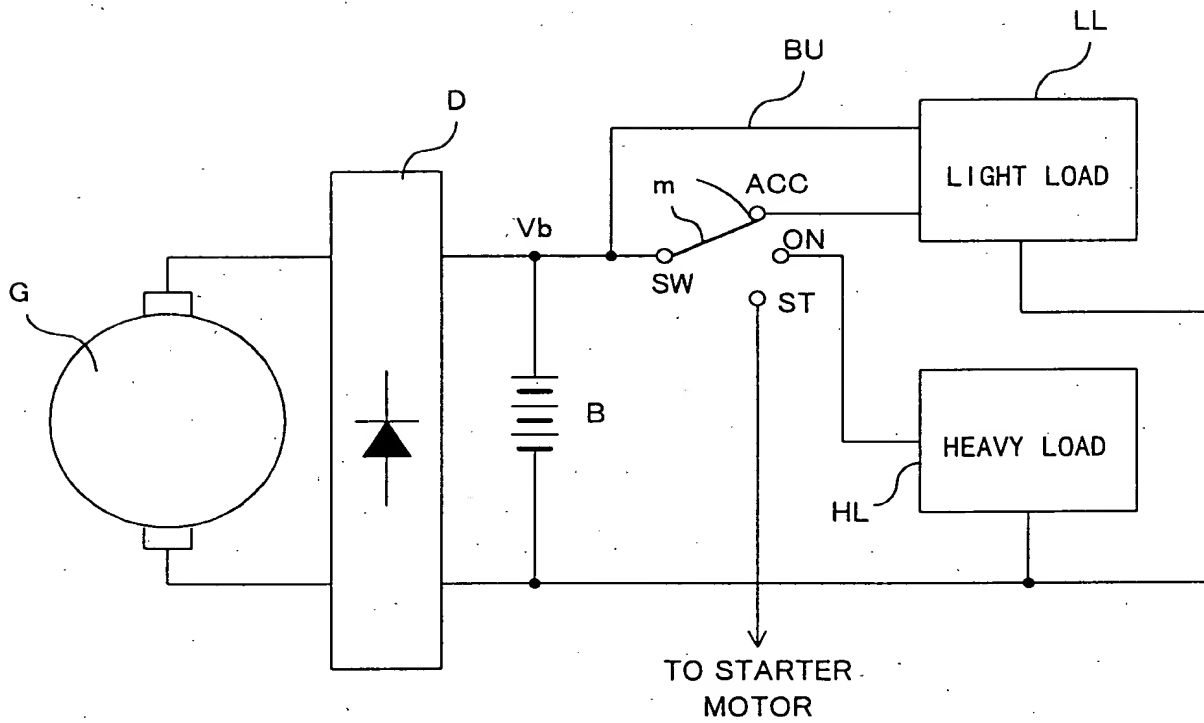 LL
BU
D
LIGHT LOAD
m
ACC
Vb
ON
SW
G
ST
B
HEAVY LOAD
HL
TO STARTER
MOTOR